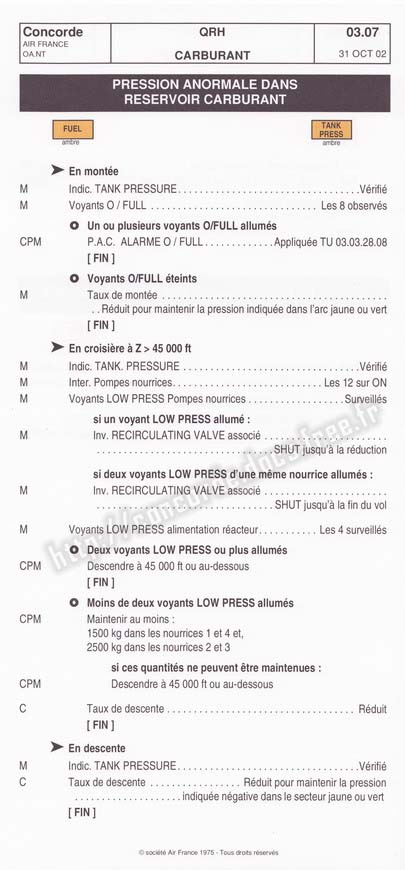 Concorde QRH 03.07
AIR FRANCE
OA.NT CARBURANT 31 OCT 02
PRESSION ANORMALE DANS
RESERVOIR CARBURANT
FUEL TANK PRESS
ambre ambre
➤ En montée
M Indic. TANK PRESSURE. . . . . . . . . . . . . . . . . . . . . . . . . . . . . . . . . . .Vérifié
M Voyants O / FULL . . . . . . . . . . . . . . . . . . . . . . . . . . . . . . . Les 8 observés
Un ou plusieurs voyants O/FULL allumés
CPM P.A.C. ALARME O / FULL . . . . . . . . . . . . .Appliquée TU 03.03.28.08
[ FIN ]
Voyants O/FULL éteints
M Taux de montée . . . . . . . . . . . . . . . . . . . . . . . . . . . . . . . . . . . . . . . . .
. . Réduit pour maintenir la pression indiquée dans l'arc jaune ou vert
[ FIN ]
➤ En croisière à Z > 45 000 ft
M Indic. TANK. PRESSURE . . . . . . . . . . . . . . . . . . . . . . . . . . . . . . . . . .Vérifié
M Inter. Pompes nourrices. . . . . . . . . . . . . . . . . . . . . . . . . . . . . Les 12 sur ON
M Voyants LOW PRESS Pompes nourrices . . . . . . . . . . . . . . . . . .Surveillés
si un voyant LOW PRESS allumé :
M Inv. RECIRCULATING VALVE associé . . . . . . . . . . . . . . . . . . . . .
. . . . . . . . . . . . . . . . . . . . . . . . . . . . . . . . . .SHUT jusqu'à la réduction
si deux voyants LOW PRESS d'une même nourrice allumés :
M Inv. RECIRCULATING VALVE associé . . . . . . . . . . . . . . . . . . . . .
. . . . . . . . . . . . . . . . . . . . . . . . . . . . . . . . . .SHUT jusqu'à la fin du vol
M Voyants LOW PRESS alimentation réacteur. . . . . . . . . . . Les 4 surveillés
Deux voyants LOW PRESS ou plus allumés
CPM Descendre à 45 000 ft ou au-dessous
[ FIN ]
Moins de deux voyants LOW PRESS allumés
CPM Maintenir au moins :
1500 kg dans les nourrices 1 et 4 et,
2500 kg dans les nourrices 2 et 3
si ces quantités ne peuvent être maintenues :
CPM Descendre à 45 000 ft ou au-dessous
C Taux de descente . . . . . . . . . . . . . . . . . . . . . . . . . . . . . . . . . . Réduit
[ FIN ]
➤ En descente
M Indic. TANK PRESSURE. . . . . . . . . . . . . . . . . . . . . . . . . . . . . . . . . . .Vérifié
C Taux de descente . . . . . . . . . . . . . . . . . Réduit pour maintenir la pression
. . . . . . . . . . . . . . . . . . . indiquée négative dans le secteur jaune ou vert
[ FIN ]
© société Air France 1975 - Tous droits réservés